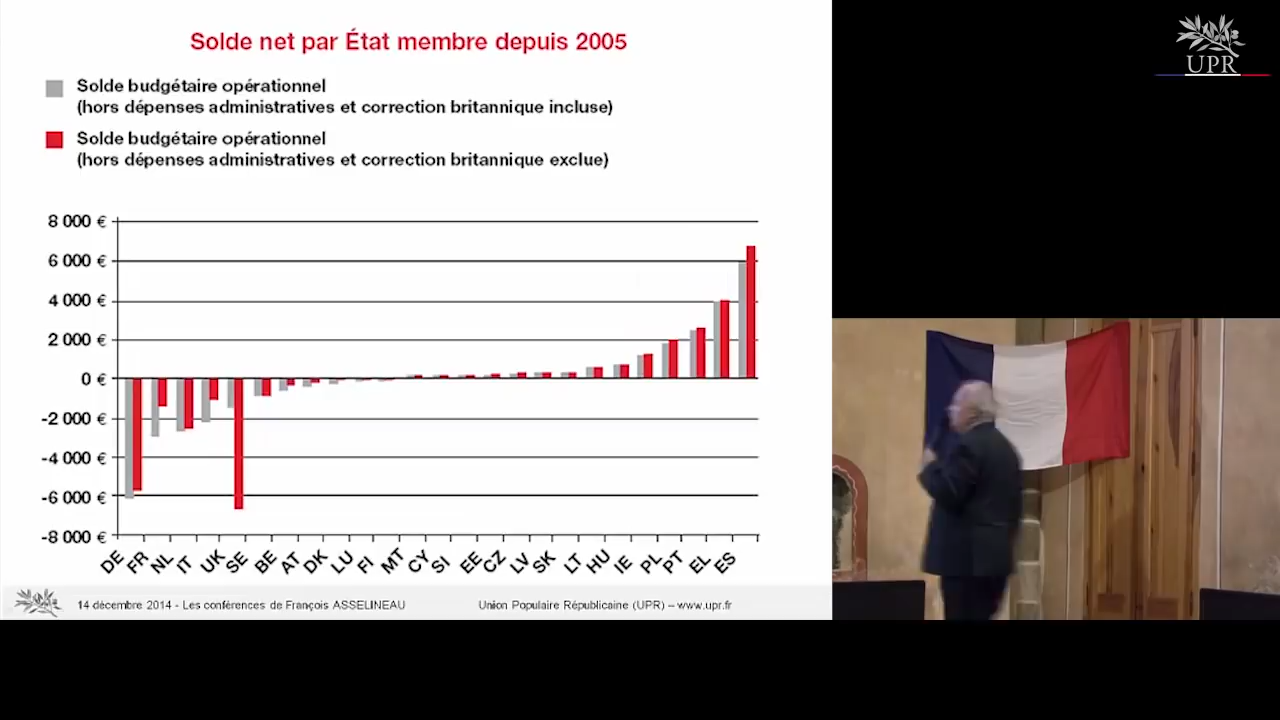 Solde net par État membre depuis 2005
Solde budgétaire opérationnel
(hors dépenses administratives et correction britannique incluse)
Solde budgétaire opérationnel
(hors dépenses administratives et correction britannique exclue)
8 000 €
6 000 €
4 000 €
2 000 €
0 €
-2 000 €
-4 000 €
-6 000 €
-8 000 €
DE FR NL IT UK SE BE AT DK LU FI MT CY SI EE CZ LV SK LT HU IE PL PT EL ES
14 décembre 2014 - Les conférences de François ASSELINEAU
Union Populaire Républicaine (UPR) – www.upr.fr
UPR